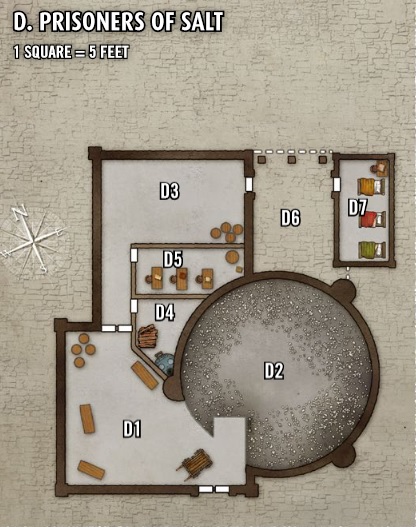 D. PRISONERS OF SALT
1 SQUARE = 5 FEET
D3
D6
D7
N
D5
D4
D2
D1